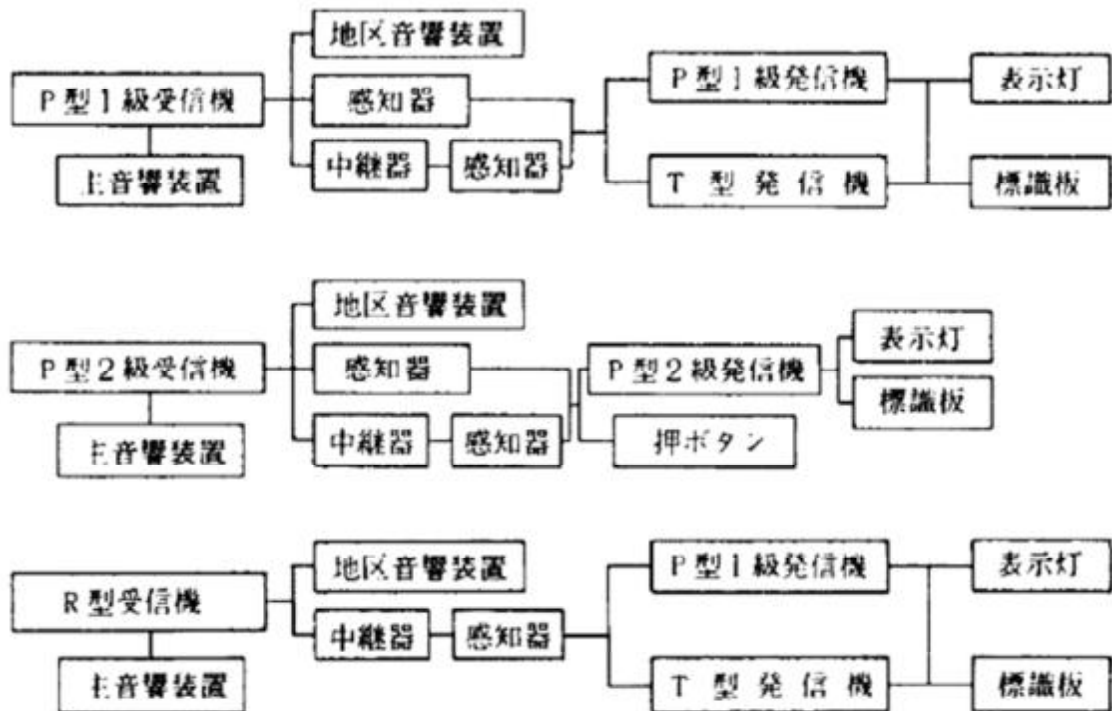 地区音響装置
P型1級受信機
感知器
P型1級発信機
表示灯
主音響装置
中継器
感知器
T型発信機
標識板
地区音響装置
P型2級受信機
感知器
P型2級発信機
表示灯
標識板
主音響装置
中継器
感知器
押ボタン
地区音響装置
P型1級発信機
表示灯
R型受信機
中継器
感知器
主音響装置
T型発信機
標識板